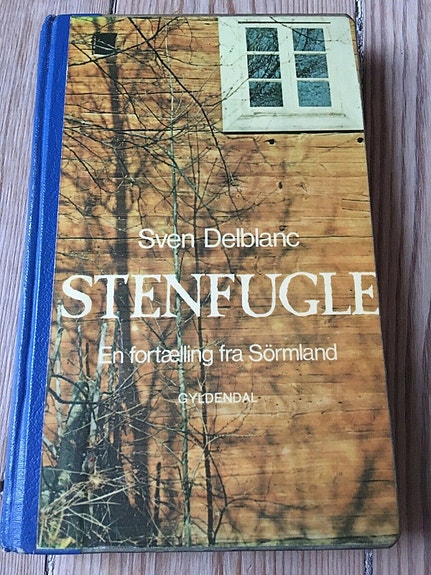 Sven Delblanc
STENFUGLE
En fortælling fra Sörmland
GYLDENDAL